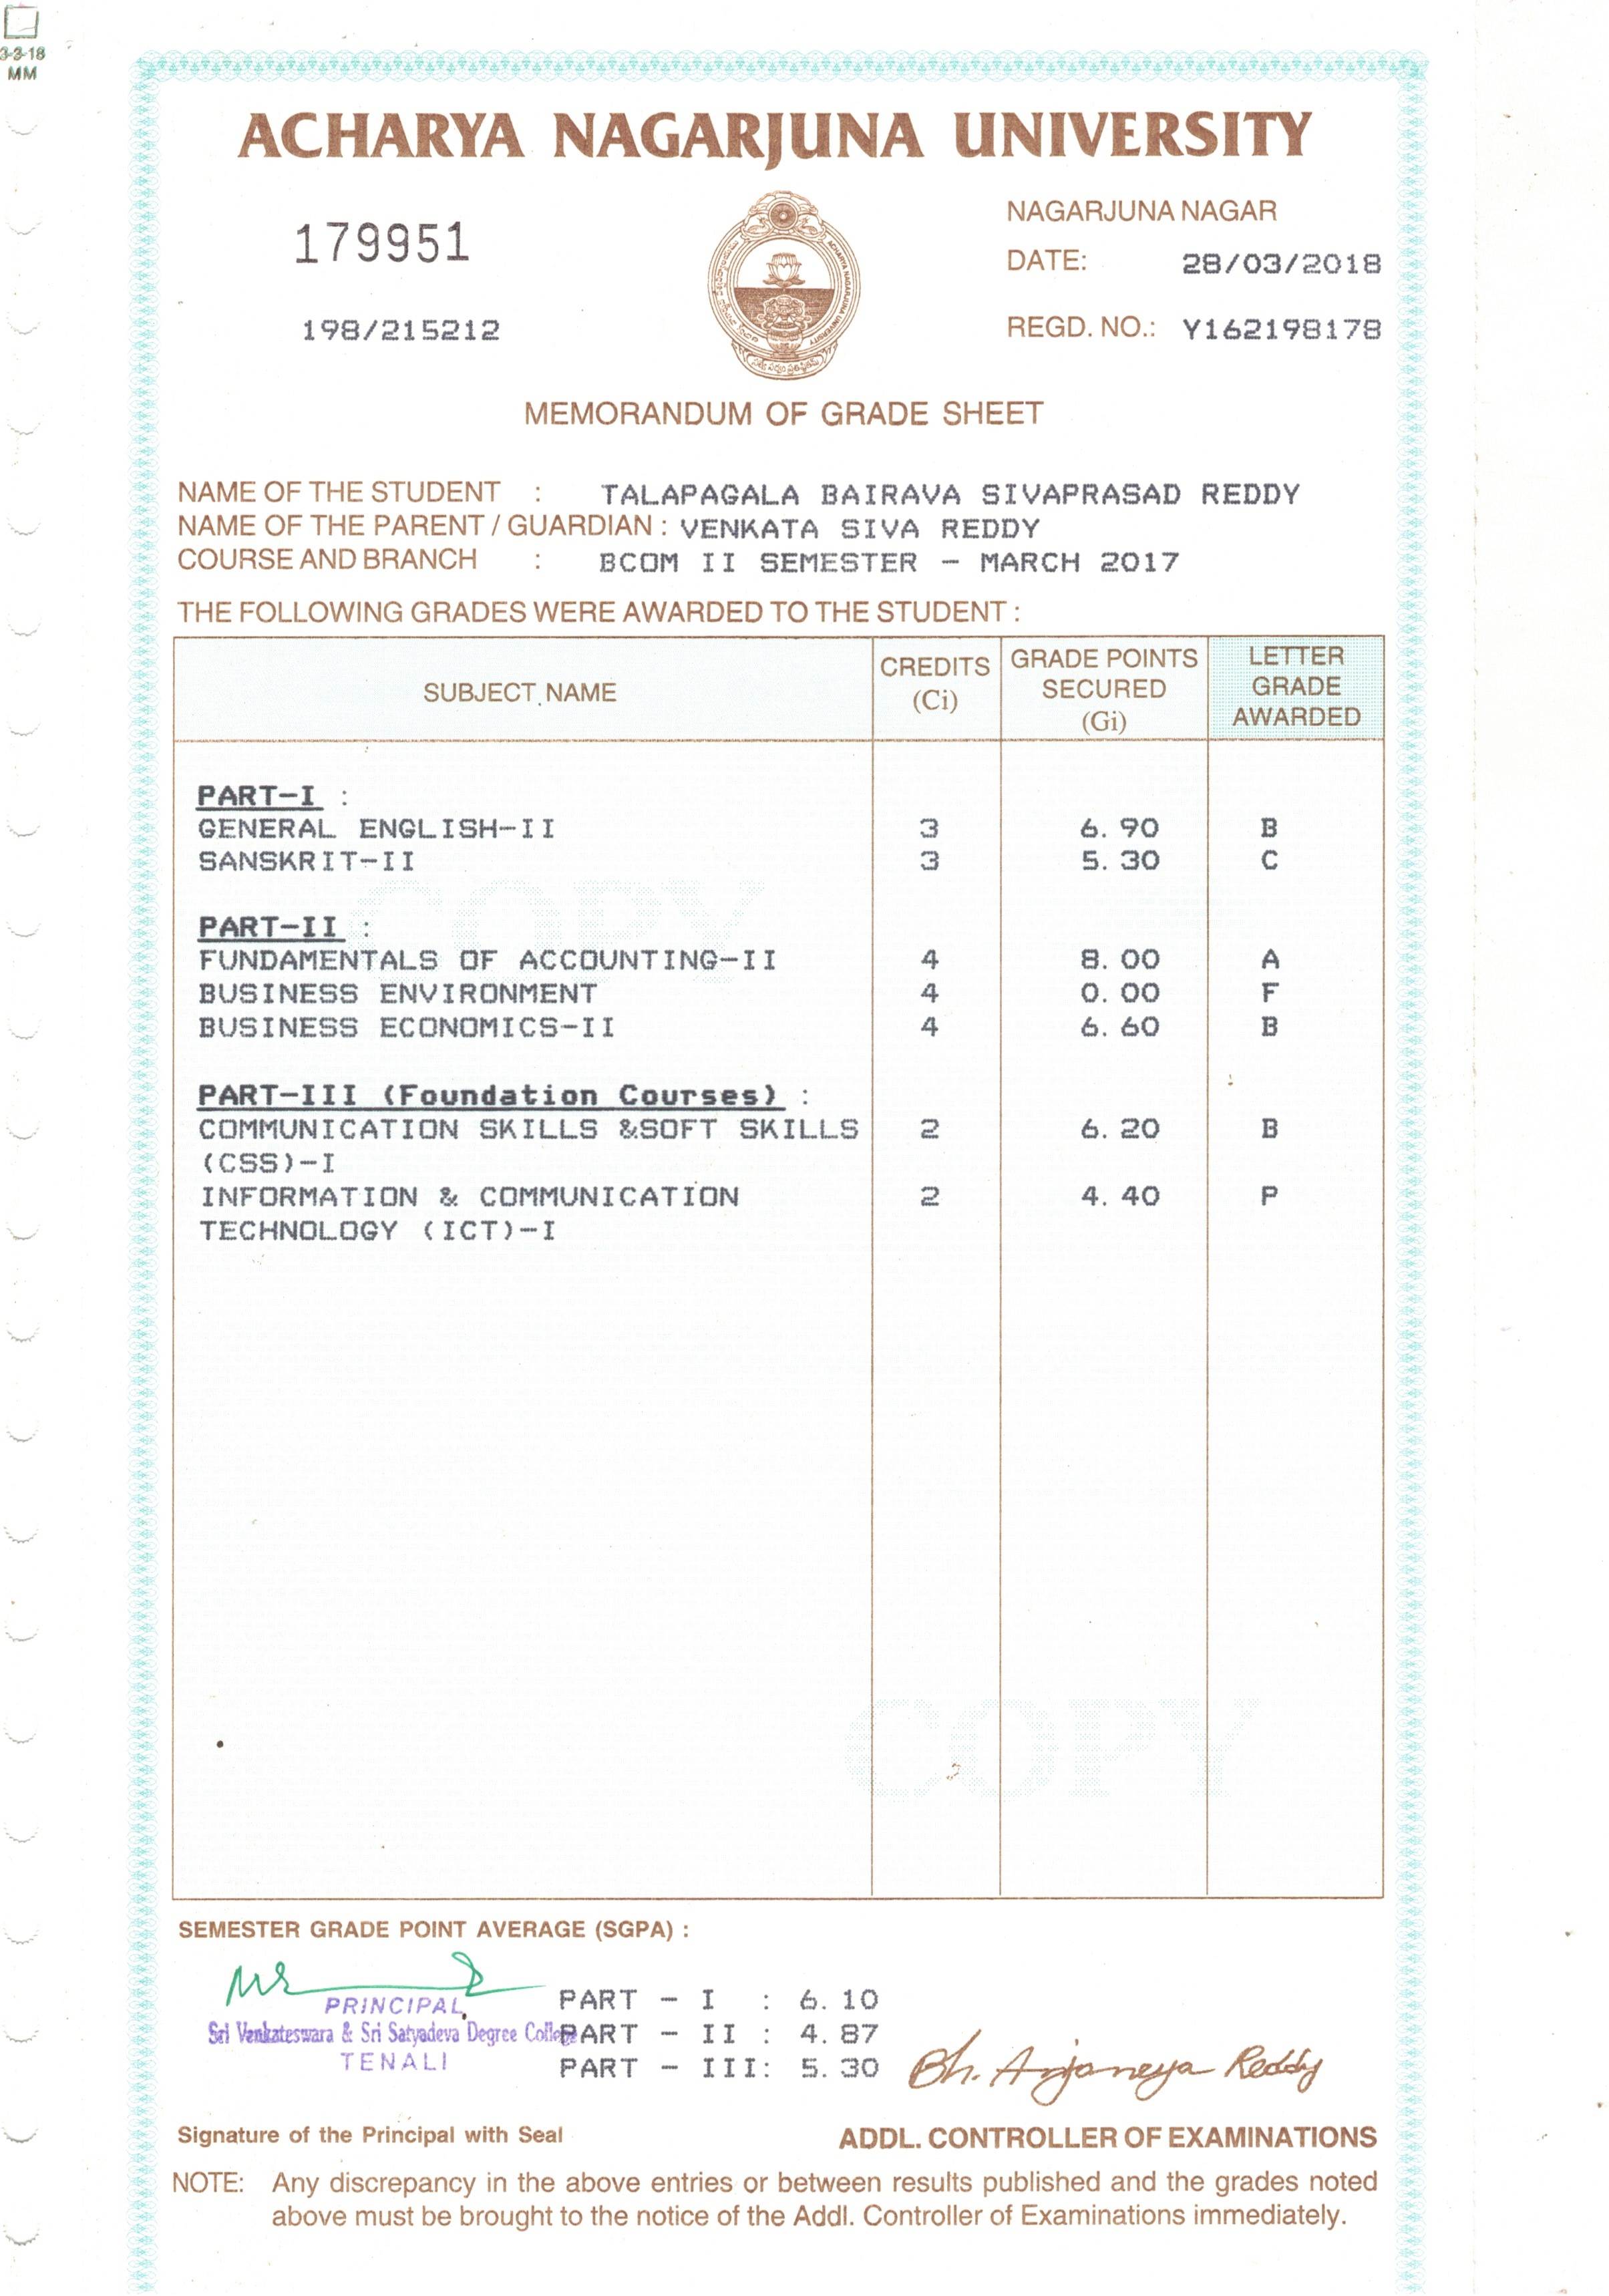 3-3-18
MM
ACHARYA NAGARJUNA UNIVERSITY
179951
NAGARJUNA NAGAR
DATE: 28/03/2018
198/215212
REGD. NO.: Y162198178
MEMORANDUM OF GRADE SHEET
NAME OF THE STUDENT : TALAPAGALA BAIRAVA SIVAPRASAD REDDY
NAME OF THE PARENT / GUARDIAN : VENKATA SIVA REDDY
COURSE AND BRANCH : BCOM II SEMESTER - MARCH 2017
THE FOLLOWING GRADES WERE AWARDED TO THE STUDENT :
SUBJECT NAME CREDITS (Ci) GRADE POINTS SECURED (Gi) LETTER GRADE AWARDED
PART-I :
GENERAL ENGLISH-II 3 6.90 B
SANSKRIT-II 3 5.30 C
COPY
PART-II :
FUNDAMENTALS OF ACCOUNTING-II 4 8.00 A
BUSINESS ENVIRONMENT 4 0.00 F
BUSINESS ECONOMICS-II 4 6.60 B
PART-III (Foundation Courses) :
COMMUNICATION SKILLS &SOFT SKILLS 2 6.20 B
(CSS)-I
INFORMATION & COMMUNICATION 2 4.40 P
TECHNOLOGY (ICT)-I
COPY
SEMESTER GRADE POINT AVERAGE (SGPA) :
PART - I : 6.10
PART - II : 4.87
PART - III: 5.30
PRINCIPAL
Sri Venkateswara & Sri Satyadeva Degree College
TENALI
Bh. Anjaneya Reddy
Signature of the Principal with Seal
ADDL. CONTROLLER OF EXAMINATIONS
NOTE: Any discrepancy in the above entries or between results published and the grades noted
above must be brought to the notice of the Addl. Controller of Examinations immediately.